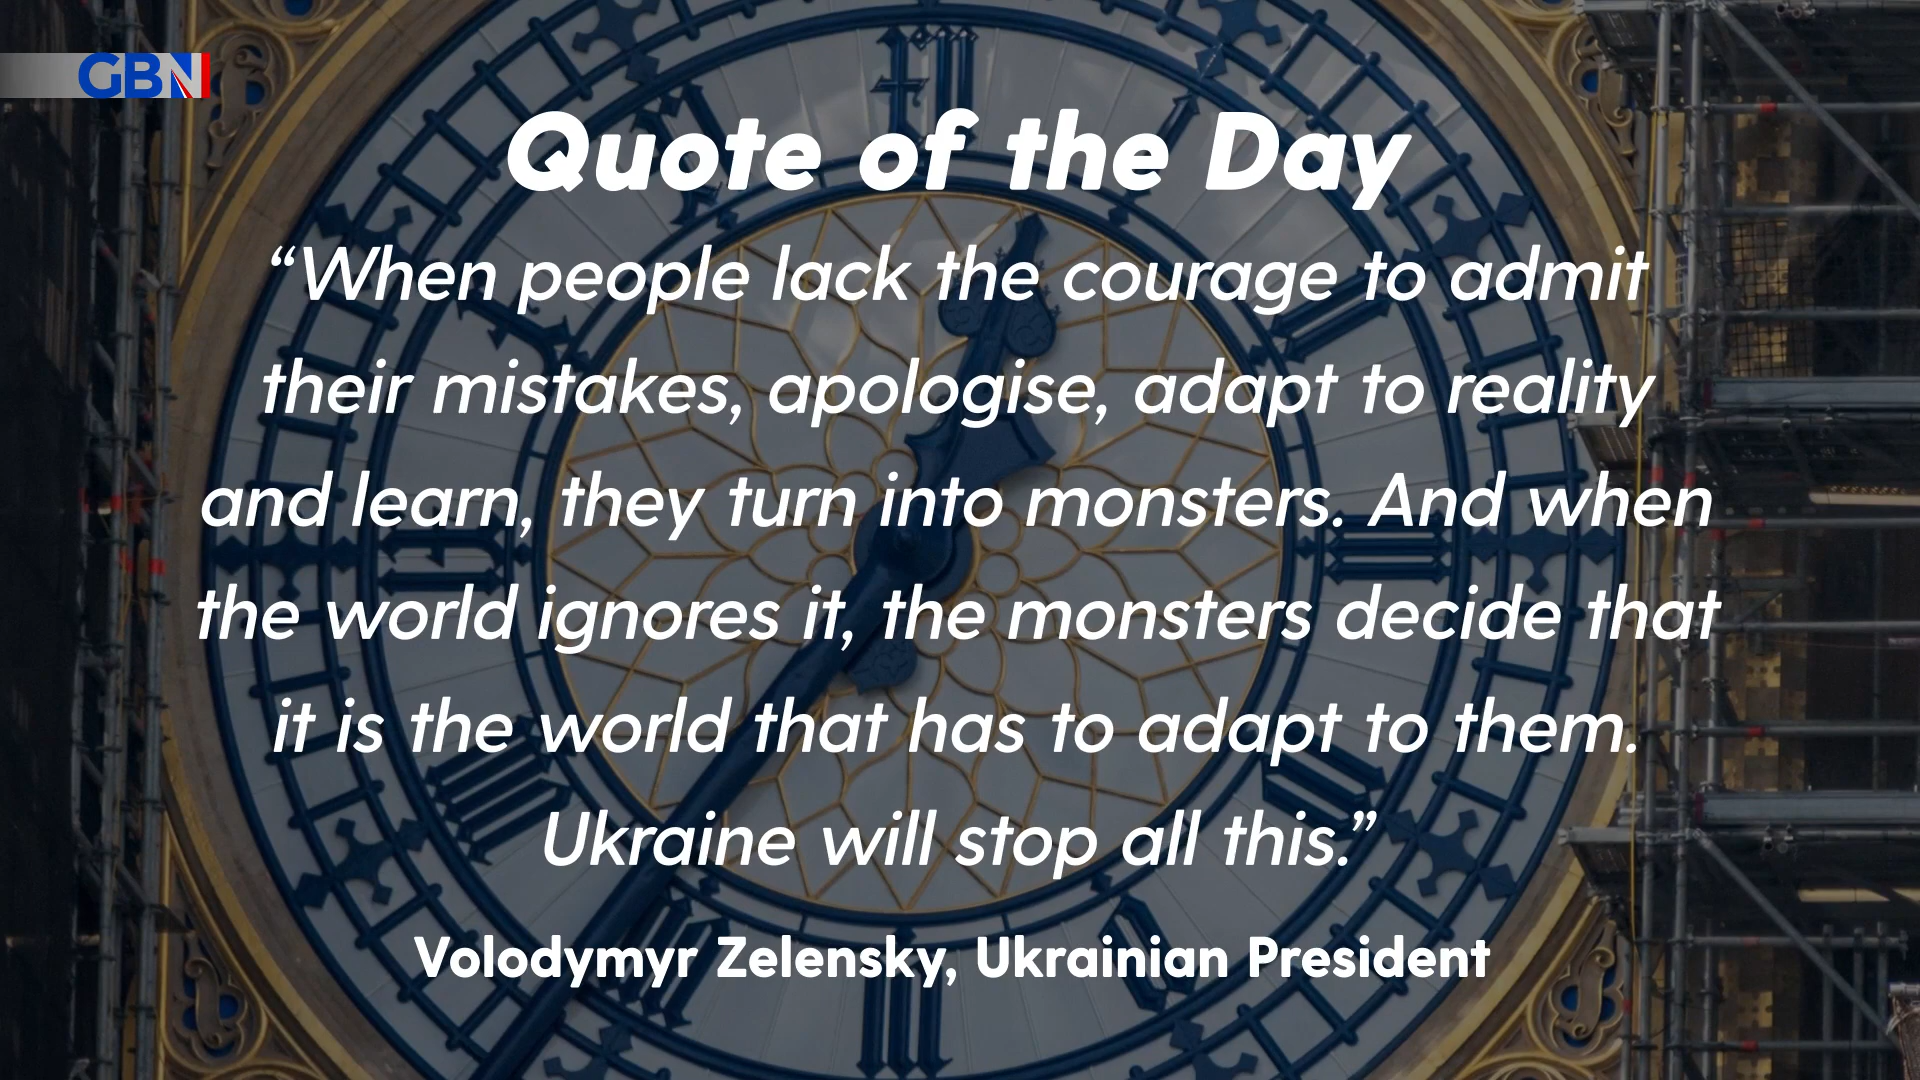 GBN
Quote of the Day
“When people lack the courage to admit
their mistakes, apologise, adapt to reality
and learn, they turn into monsters. And when
the world ignores it, the monsters decide that
it is the world that has to adapt to them.
Ukraine will stop all this.”
Volodymyr Zelensky, Ukrainian President